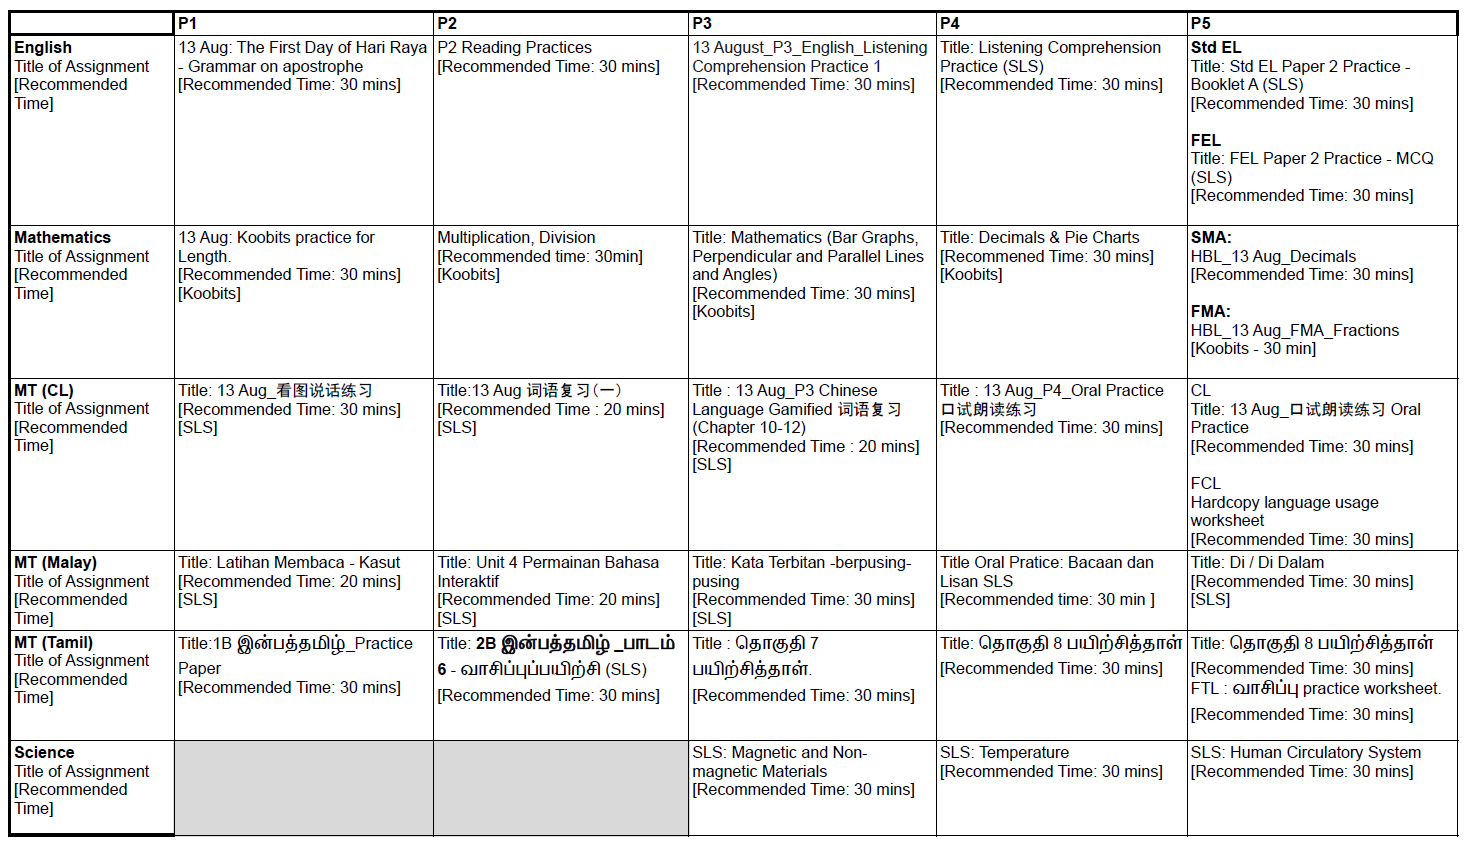 P1
P2
P3
P4
P5
English
Title of Assignment
[Recommended
Time]
13 Aug: The First Day of Hari Raya
- Grammar on apostrophe
[Recommended Time: 30 mins]
P2 Reading Practices
[Recommended Time: 30 mins]
13 August_P3_English_Listening
Comprehension Practice 1
[Recommended Time: 30 mins]
Title: Listening Comprehension
Practice (SLS)
[Recommended Time: 30 mins]
Std EL
Title: Std EL Paper 2 Practice -
Booklet A (SLS)
[Recommended Time: 30 mins]
FEL
Title: FEL Paper 2 Practice - MCQ
(SLS)
[Recommended Time: 30 mins]
Mathematics
Title of Assignment
[Recommended
Time]
13 Aug: Koobits practice for
Length.
[Recommended Time: 30 mins]
[Koobits]
Multiplication, Division
[Recommended time: 30min]
[Koobits]
Title: Mathematics (Bar Graphs,
Perpendicular and Parallel Lines
and Angles)
[Recommended Time: 30 mins]
[Koobits]
Title: Decimals & Pie Charts
[Recommened Time: 30 mins]
[Koobits]
SMA:
HBL_13 Aug_Decimals
[Recommended Time: 30 mins]
FMA:
HBL_13 Aug_FMA_Fractions
[Koobits - 30 min]
MT (CL)
Title of Assignment
[Recommended
Time]
Title: 13 Aug_看图说话练习
[Recommended Time: 30 mins]
[SLS]
Title:13 Aug 词语复习(一)
[Recommended Time : 20 mins]
[SLS]
Title : 13 Aug_P3 Chinese
Language Gamified 词语复习
(Chapter 10-12)
[Recommended Time : 20 mins]
[SLS]
Title : 13 Aug_P4_Oral Practice
口试朗读练习
[Recommended Time: 30 mins]
CL
Title: 13 Aug_口试朗读练习 Oral
Practice
[Recommended Time: 30 mins]
FCL
Hardcopy language usage
worksheet
[Recommended Time: 30 mins]
MT (Malay)
Title of Assignment
[Recommended
Time]
Title: Latihan Membaca - Kasut
[Recommended Time: 20 mins]
[SLS]
Title: Unit 4 Permainan Bahasa
Interaktif
[Recommended Time: 20 mins]
[SLS]
Title: Kata Terbitan -berpusing-
pusing
[Recommended Time: 30 mins]
[SLS]
Title Oral Pratice: Bacaan dan
Lisan SLS
[Recommended time: 30 min ]
Title: Di / Di Dalam
[Recommended Time: 30 mins]
[SLS]
MT (Tamil)
Title of Assignment
[Recommended
Time]
Title:1B இன்பத்தமிழ்_Practice
Paper
[Recommended Time: 30 mins]
Title: 2B இன்பத்தமிழ் _பாடம்
6 - வாசிப்புப்பயிற்சி (SLS)
[Recommended Time: 30 mins]
Title : தொகுதி 7
பயிற்சித்தாள்.
[Recommended Time: 30 mins]
Title: தொகுதி 8 பயிற்சித்தாள்
[Recommended Time: 30 mins]
Title: தொகுதி 8 பயிற்சித்தாள்
[Recommended Time: 30 mins]
FTL : வாசிப்பு practice worksheet.
[Recommended Time: 30 mins]
Science
Title of Assignment
[Recommended
Time]
SLS: Magnetic and Non-
magnetic Materials
[Recommended Time: 30 mins]
SLS: Temperature
[Recommended Time: 30 mins]
SLS: Human Circulatory System
[Recommended Time: 30 mins]